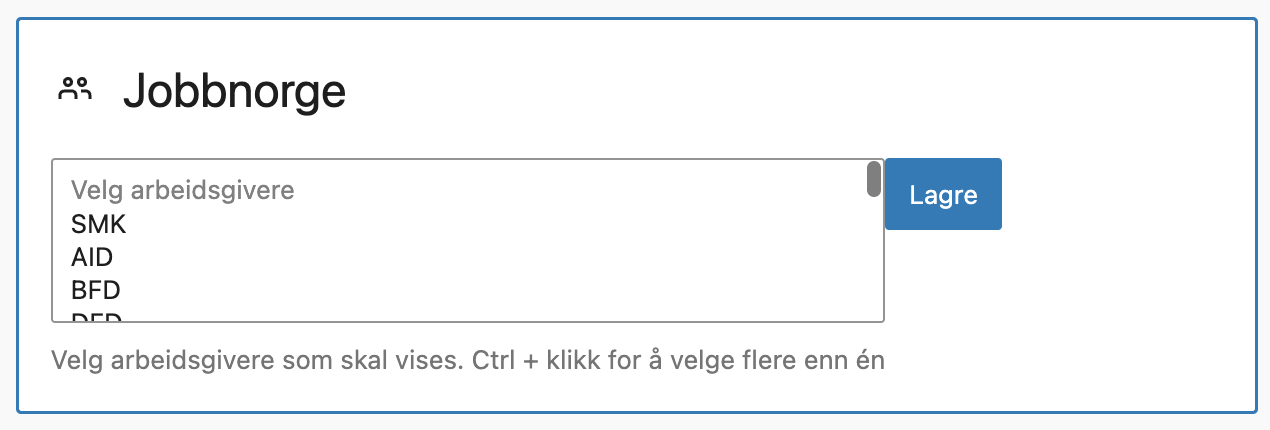 Jobbnorge
Velg arbeidsgivere
Lagre
SMK
AID
BFD
Velg arbeidsgivere som skal vises. Ctrl + klikk for å velge flere enn én